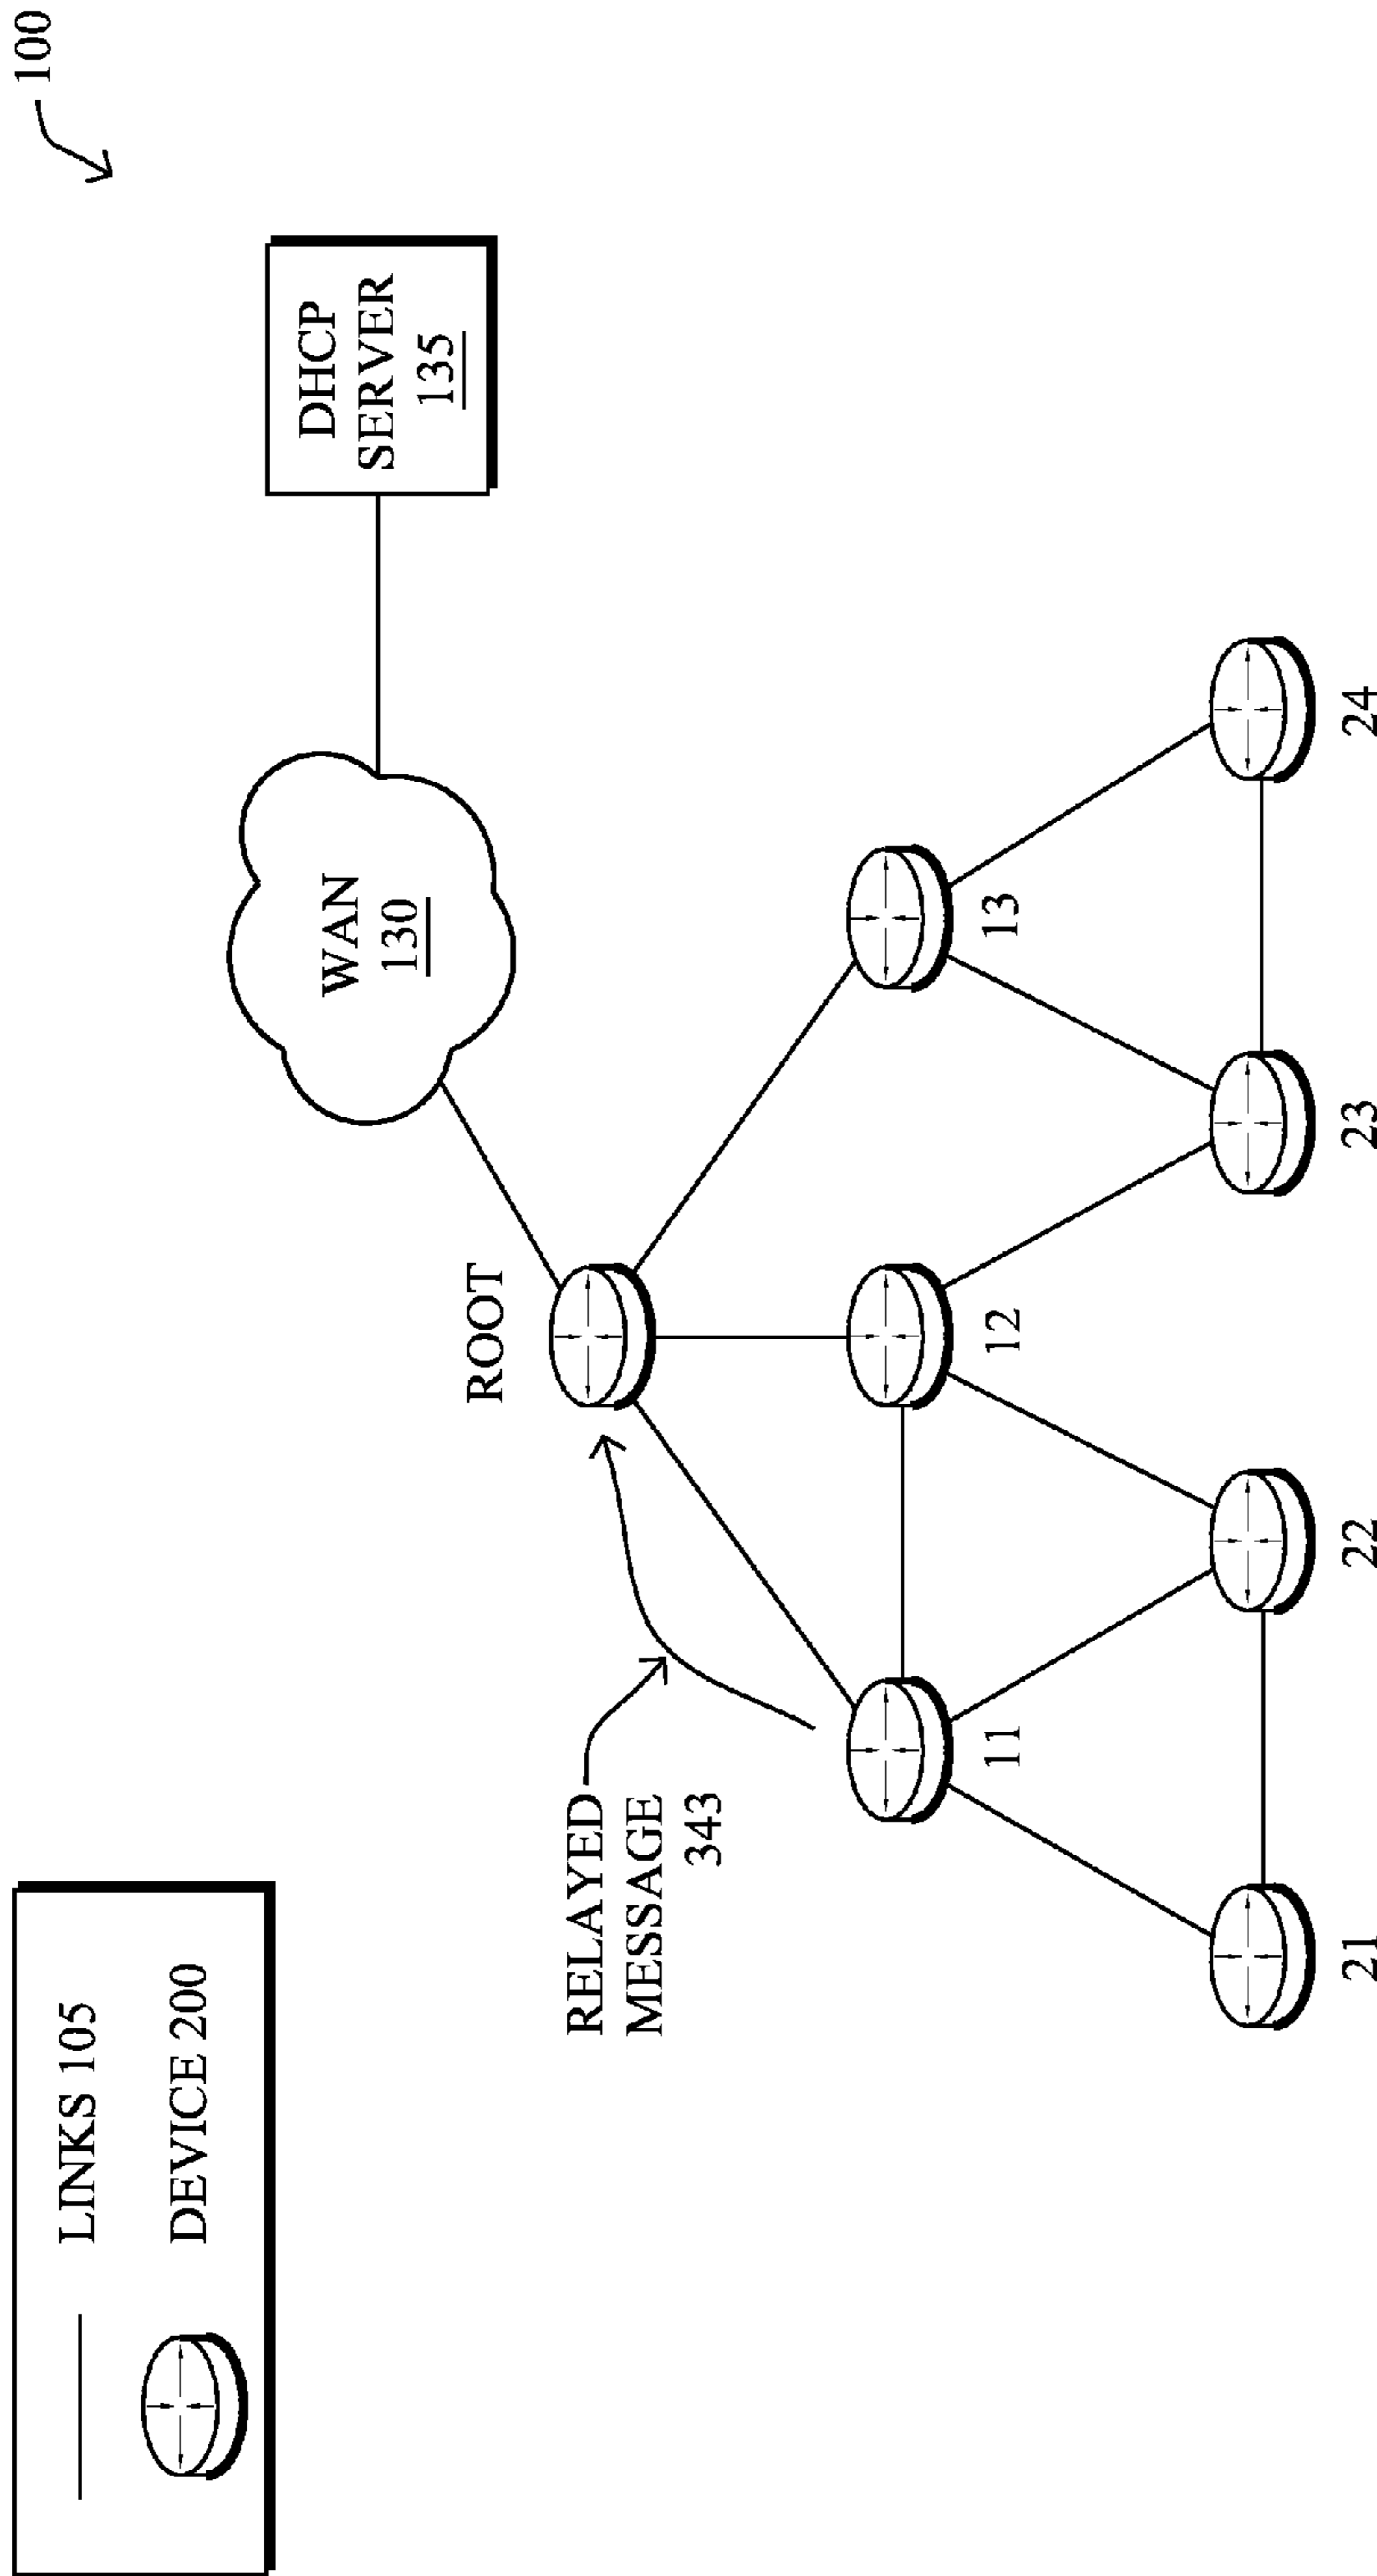 100
LINKS 105
DEVICE 200
DHCP
SERVER
135
WAN
130
ROOT
RELAYED
MESSAGE
343
11
12
13
21
22
23
24